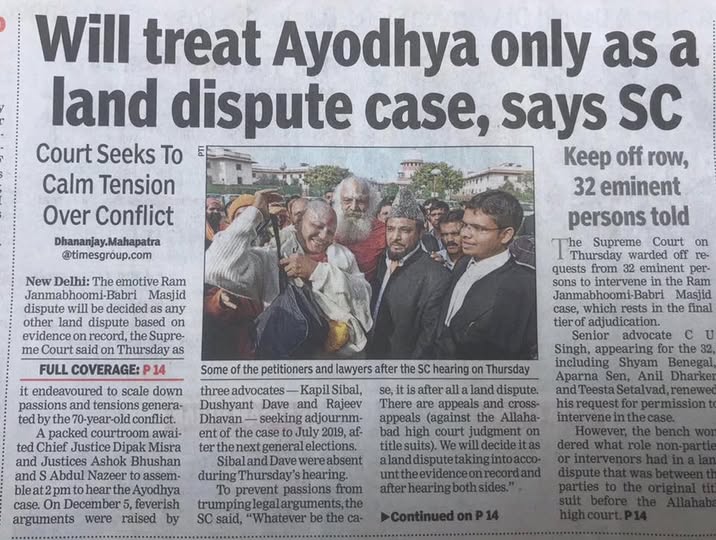 Will treat Ayodhya only as a
land dispute case, says SC
Court Seeks To
Calm Tension
Over Conflict
Dhananjay.Mahapatra
@timesgroup.com
New Delhi: The emotive Ram
Janmabhoomi-Babri Masjid
dispute will be decided as any
other land dispute based on
evidence on record, the Supre-
me Court said on Thursday as
FULL COVERAGE: P 14
it endeavoured to scale down
passions and tensions genera-
ted by the 70-year-old conflict.
A packed courtroom awai-
ted Chief Justice Dipak Misra
and Justices Ashok Bhushan
and S Abdul Nazeer to assem-
ble at 2 pm to hear the Ayodhya
case. On December 5, feverish
arguments were raised by
PTI
Some of the petitioners and lawyers after the SC hearing on Thursday
three advocates — Kapil Sibal,
Dushyant Dave and Rajeev
Dhavan — seeking adjournm-
ent of the case to July 2019, af-
ter the next general elections.
Sibal and Dave were absent
during Thursday's hearing.
To prevent passions from
trumping legal arguments, the
SC said, "Whatever be the ca-
se, it is after all a land dispute.
There are appeals and cross-
appeals (against the Allaha-
bad high court judgment on
title suits). We will decide it as
a land dispute taking into acco-
unt the evidence on record and
after hearing both sides."
▶Continued on P 14
Keep off row,
32 eminent
persons told
The Supreme Court on
Thursday warded off re-
quests from 32 eminent per-
sons to intervene in the Ram
Janmabhoomi-Babri Masjid
case, which rests in the final
tier of adjudication.
Senior advocate C U
Singh, appearing for the 32,
including Shyam Benegal,
Aparna Sen, Anil Dharker
and Teesta Setalvad, renewed
his request for permission to
intervene in the case.
However, the bench won
dered what role non-partie
or intervenors had in a lan
dispute that was between th
parties to the original tit
suit before the Allahaba
high court. P 14